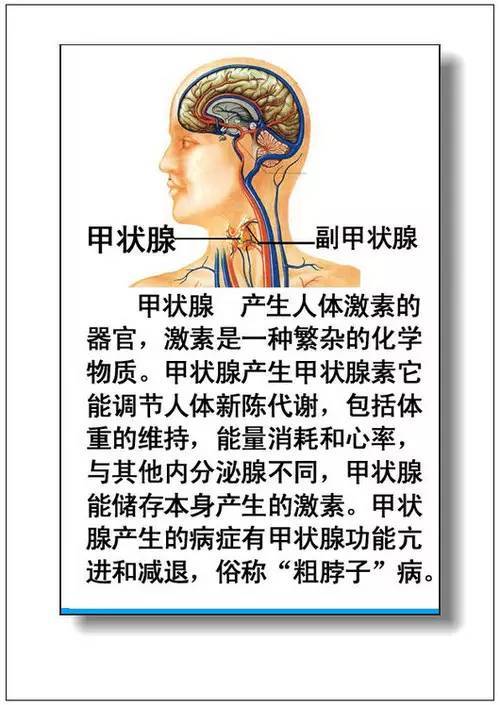 甲状腺
副甲状腺
甲状腺 产生人体激素的
器官，激素是一种繁杂的化学
物质。甲状腺产生甲状腺素它
能调节人体新陈代谢，包括体
重的维持，能量消耗和心率，
与其他内分泌腺不同，甲状腺
能储存本身产生的激素。甲状
腺产生的病症有甲状腺功能亢
进和减退，俗称“粗脖子”病。